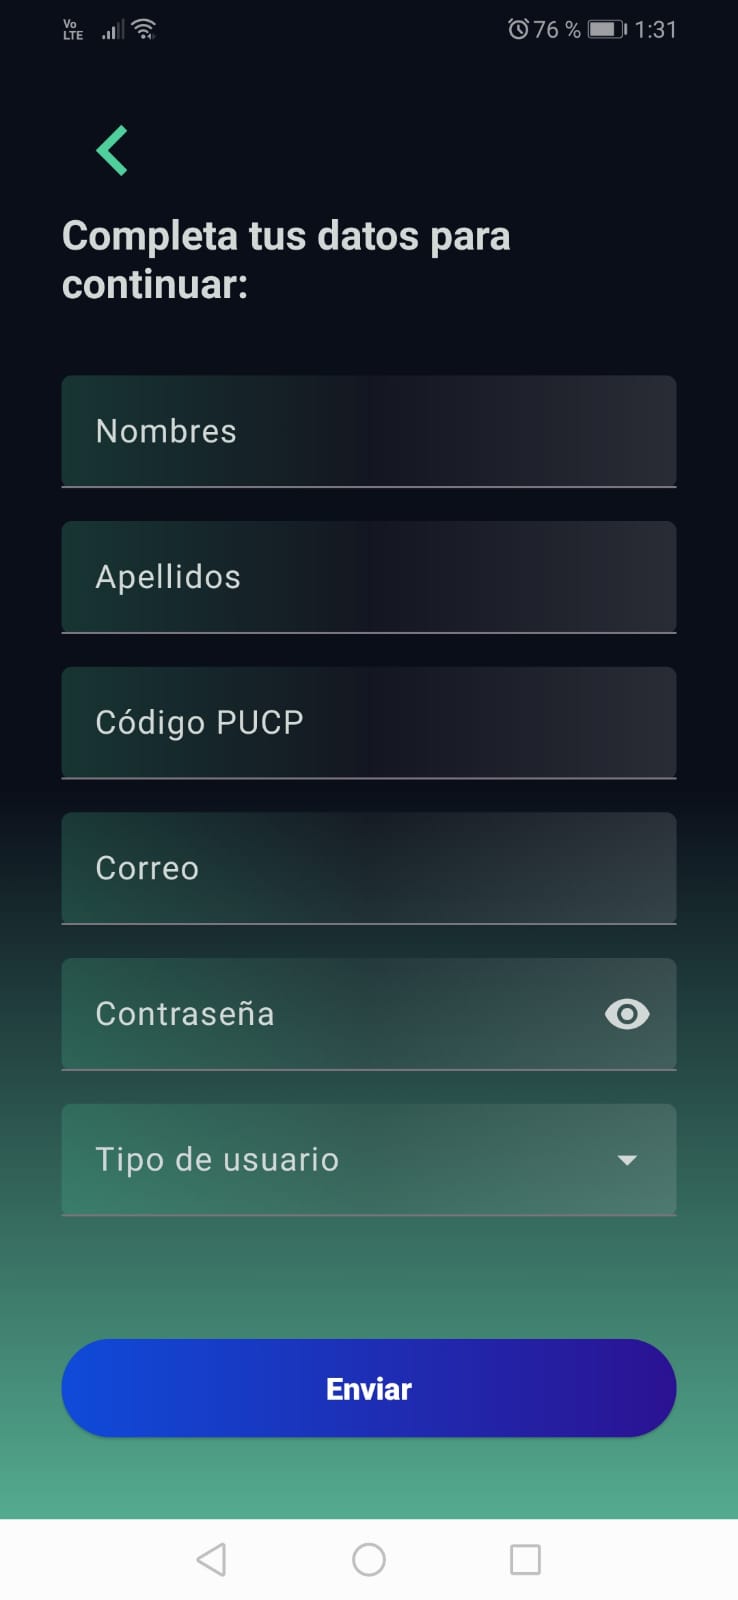 Vo
LTE
76 %
1:31
Completa tus datos para
continuar:
Nombres
Apellidos
Código PUCP
Correo
Contraseña
Tipo de usuario
Enviar